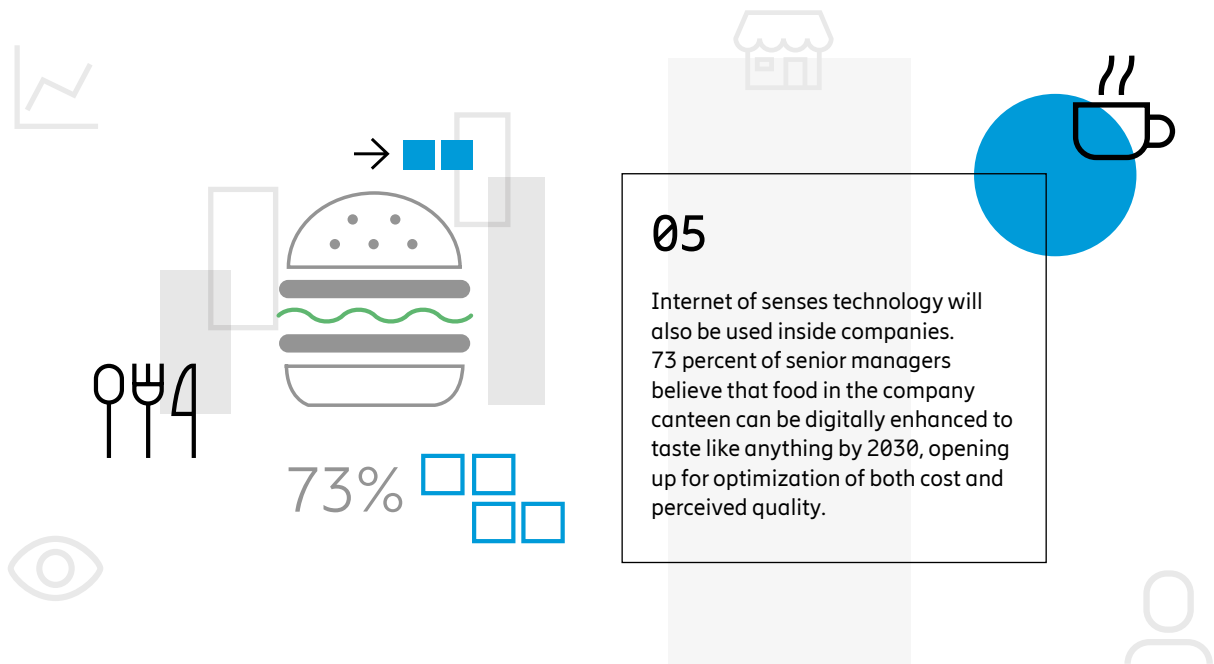 73%
05
Internet of senses technology will
also be used inside companies.
73 percent of senior managers
believe that food in the company
canteen can be digitally enhanced to
taste like anything by 2030, opening
up for optimization of both cost and
perceived quality.